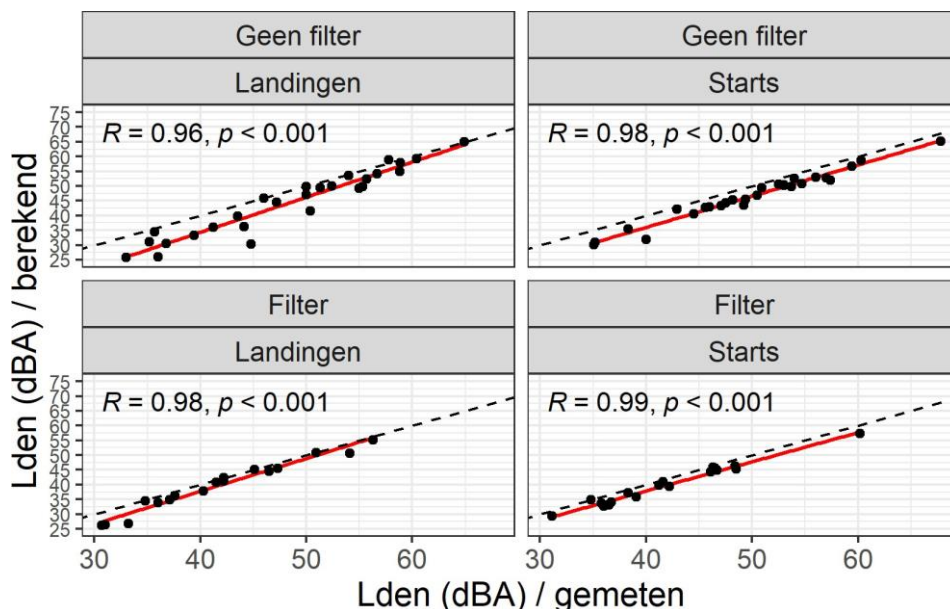 Geen filter
Geen filter
Landingen
Starts
75
70
65
60
55
50
45
40
35
30
25
R = 0.96, p < 0.001
R = 0.98, p < 0.001
Filter
Filter
Landingen
Starts
75
70
65
60
55
50
45
40
35
30
25
R = 0.98, p < 0.001
R = 0.99, p < 0.001
30 40 50 60
30 40 50 60
Lden (dBA) / berekend
Lden (dBA) / gemeten